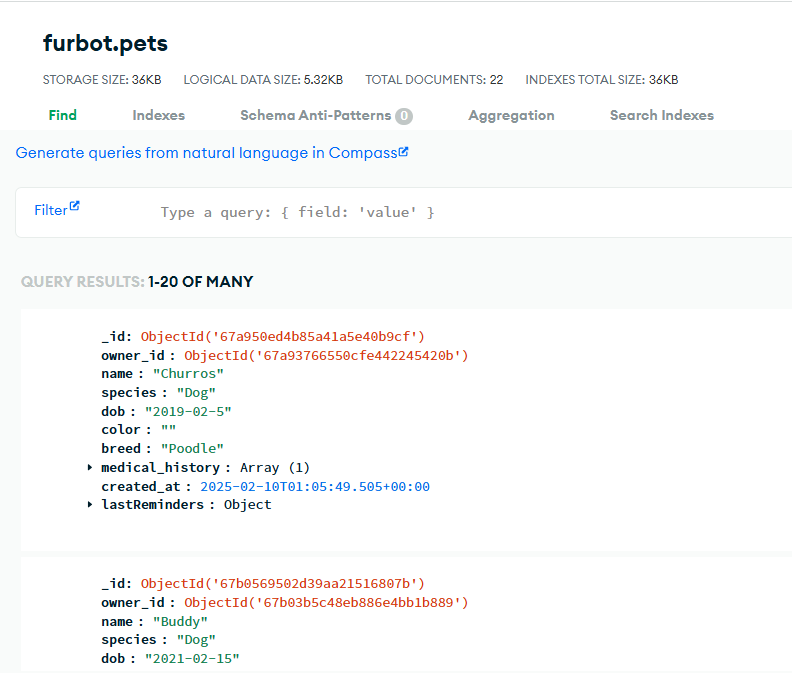 furbot.pets
STORAGE SIZE: 36KB LOGICAL DATA SIZE: 5.32KB TOTAL DOCUMENTS: 22 INDEXES TOTAL SIZE: 36KB
Find Indexes Schema Anti-Patterns 0 Aggregation Search Indexes
Generate queries from natural language in Compass
Filter Type a query: { field: 'value' }
QUERY RESULTS: 1-20 OF MANY
_id: ObjectId('67a950ed4b85a41a5e40b9cf')
owner_id : ObjectId('67a93766550cfe442245420b')
name : "Churros"
species : "Dog"
dob : "2019-02-5"
color : ""
breed : "Poodle"
medical_history : Array (1)
created_at : 2025-02-10T01:05:49.505+00:00
lastReminders : Object
_id: ObjectId('67b0569502d39aa21516807b')
owner_id : ObjectId('67b03b5c48eb886e4bb1b889')
name : "Buddy"
species : "Dog"
dob : "2021-02-15"